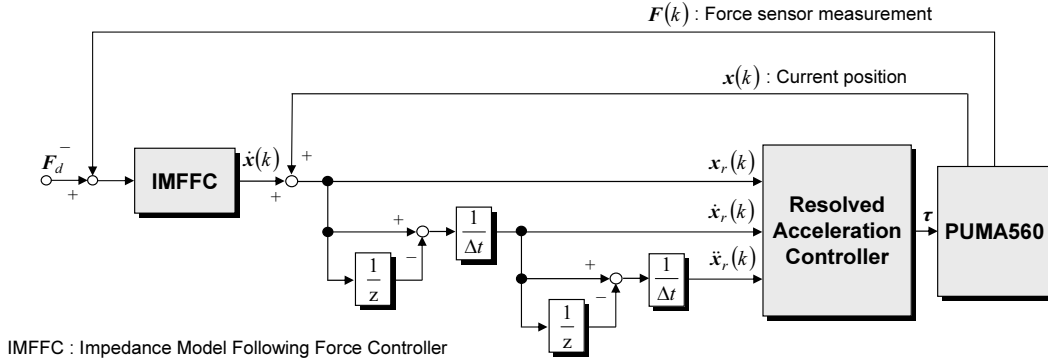 F(k) : Force sensor measurement
x(k) : Current position
F_d
−
+
IMFFC
ẋ(k)
+
+
x_r(k)
ẋ_r(k)
ẍ_r(k)
+
−
1/Δt
1/z
+
−
1/Δt
1/z
Resolved
Acceleration
Controller
τ
PUMA560
IMFFC : Impedance Model Following Force Controller